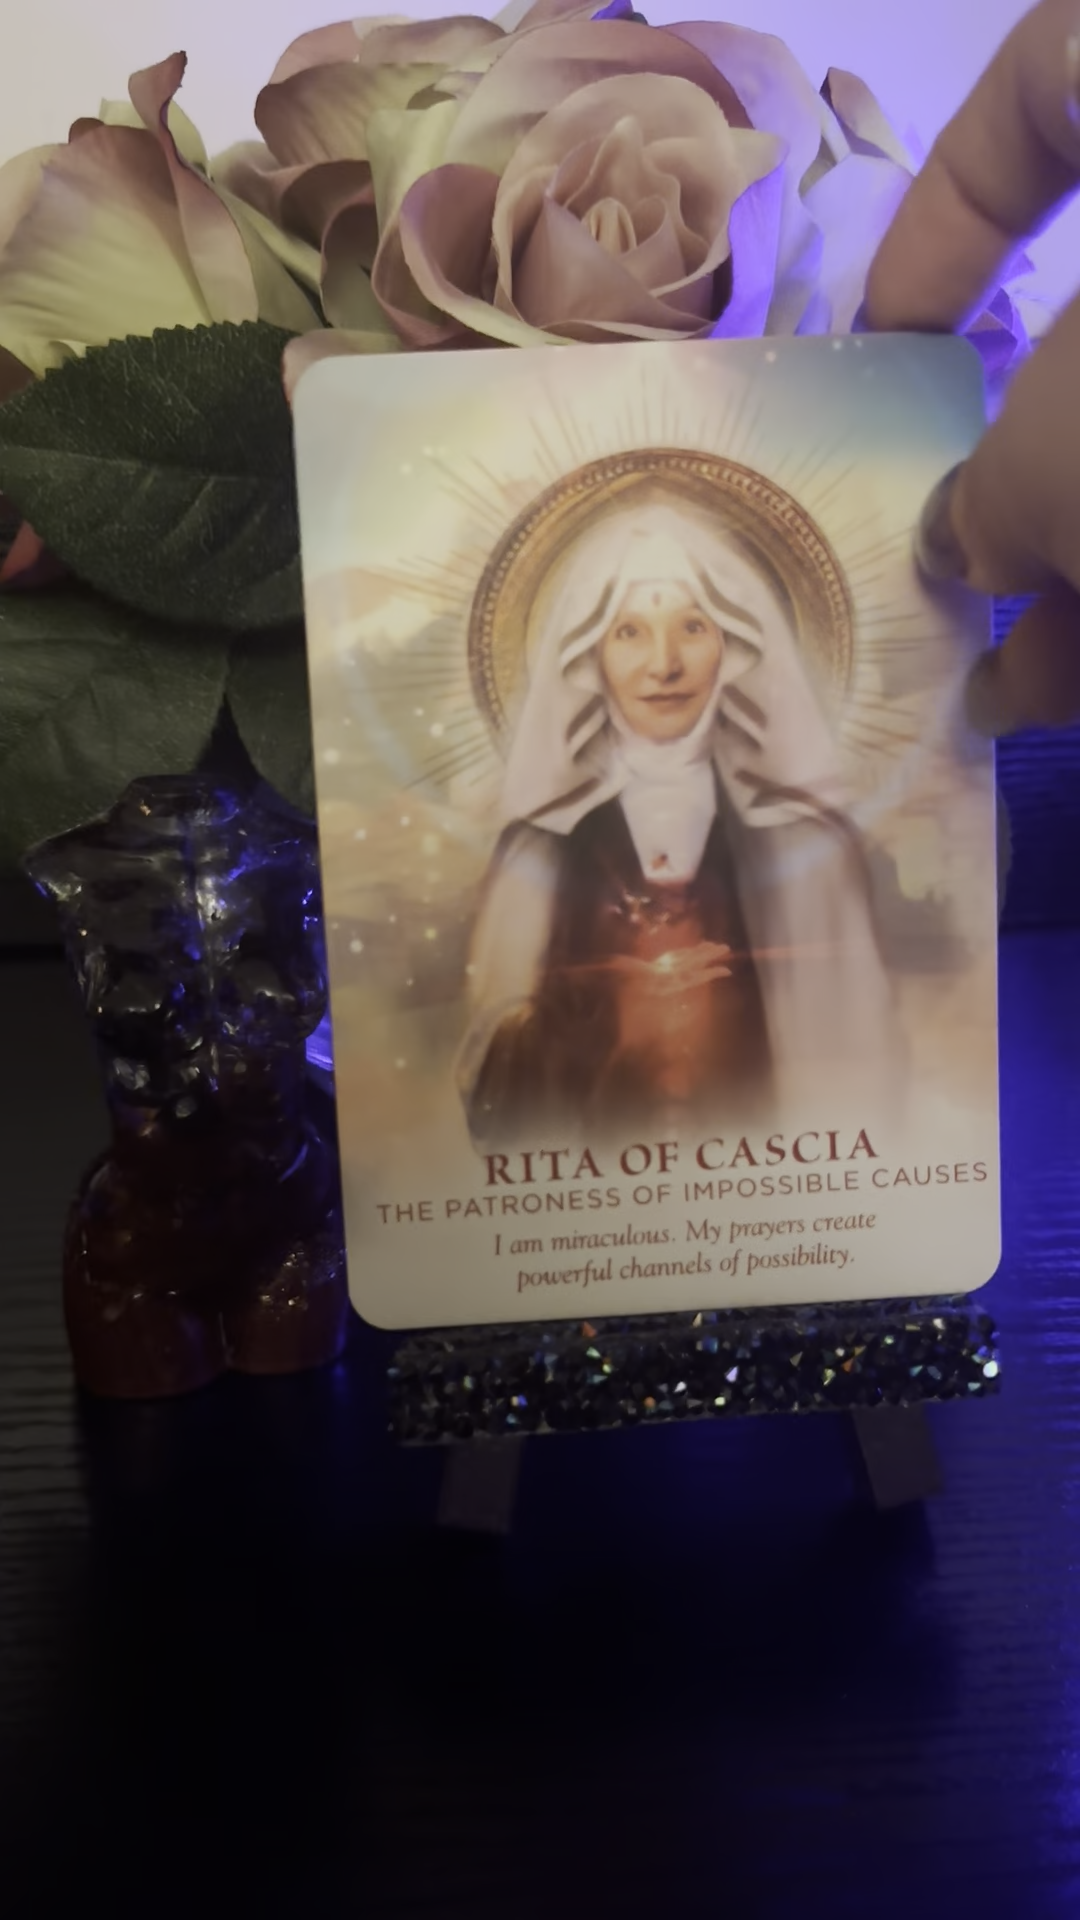 RITA OF CASCIA
THE PATRONESS OF IMPOSSIBLE CAUSES
I am miraculous. My prayers create
powerful channels of possibility.